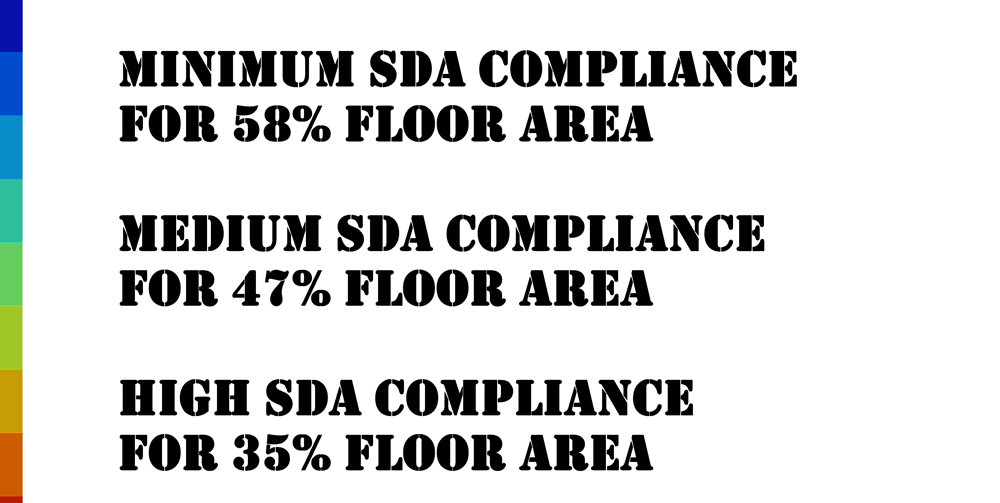 MINIMUM SDA COMPLIANCE
FOR 58% FLOOR AREA
MEDIUM SDA COMPLIANCE
FOR 47% FLOOR AREA
HIGH SDA COMPLIANCE
FOR 35% FLOOR AREA